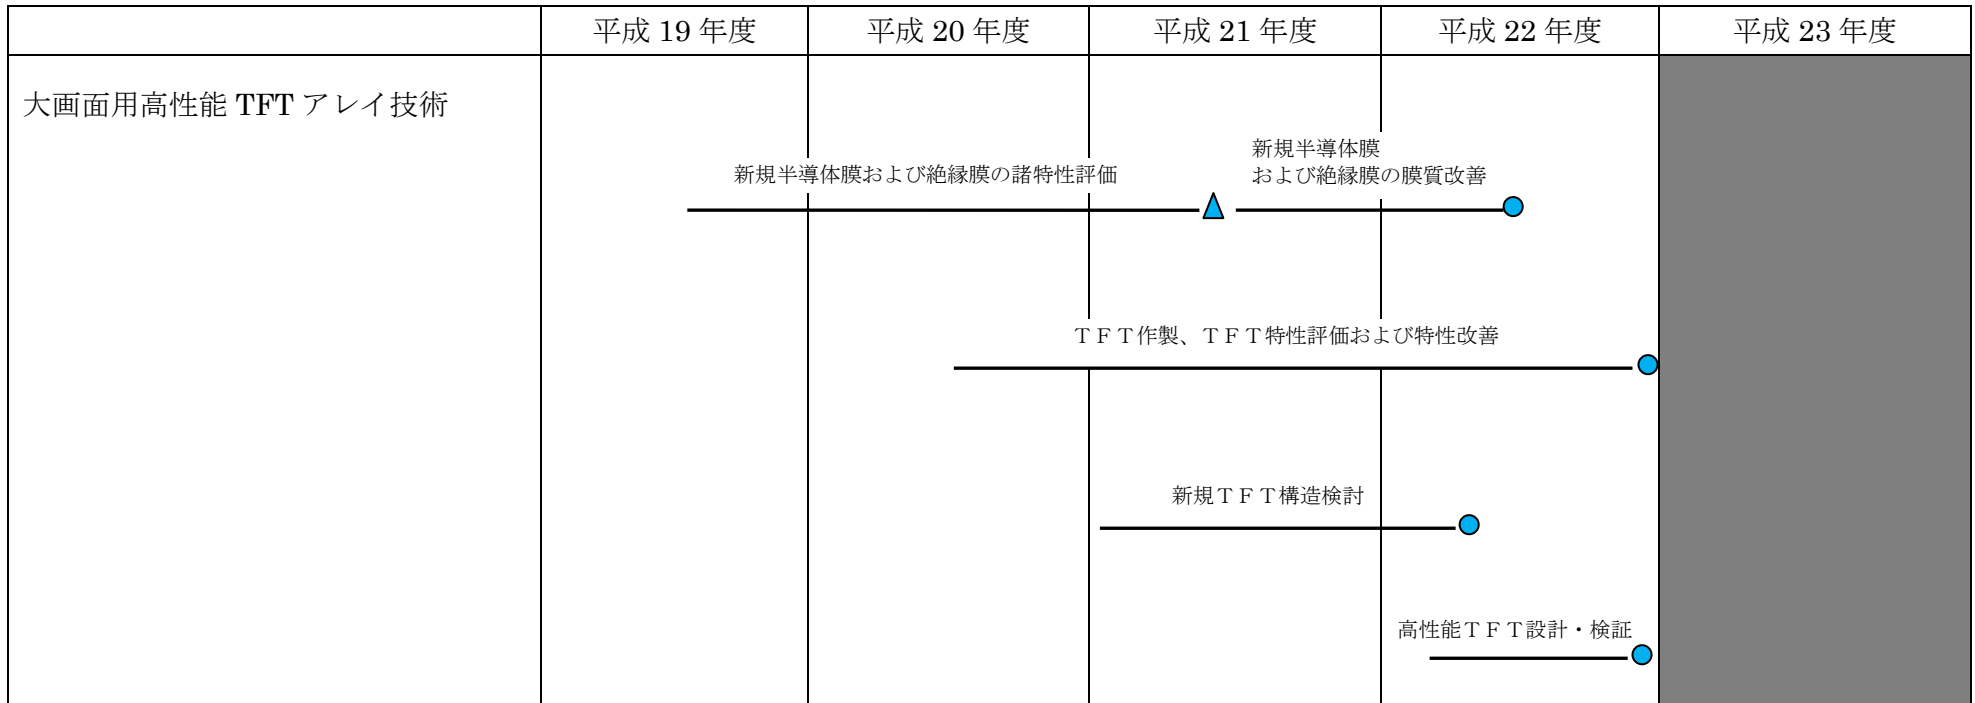 平成 19 年度
平成 20 年度
平成 21 年度
平成 22 年度
平成 23 年度
大画面用高性能 TFT アレイ技術
新規半導体膜および絶縁膜の諸特性評価
新規半導体膜
および絶縁膜の膜質改善
ＴＦＴ作製、ＴＦＴ特性評価および特性改善
新規ＴＦＴ構造検討
高性能ＴＦＴ設計・検証